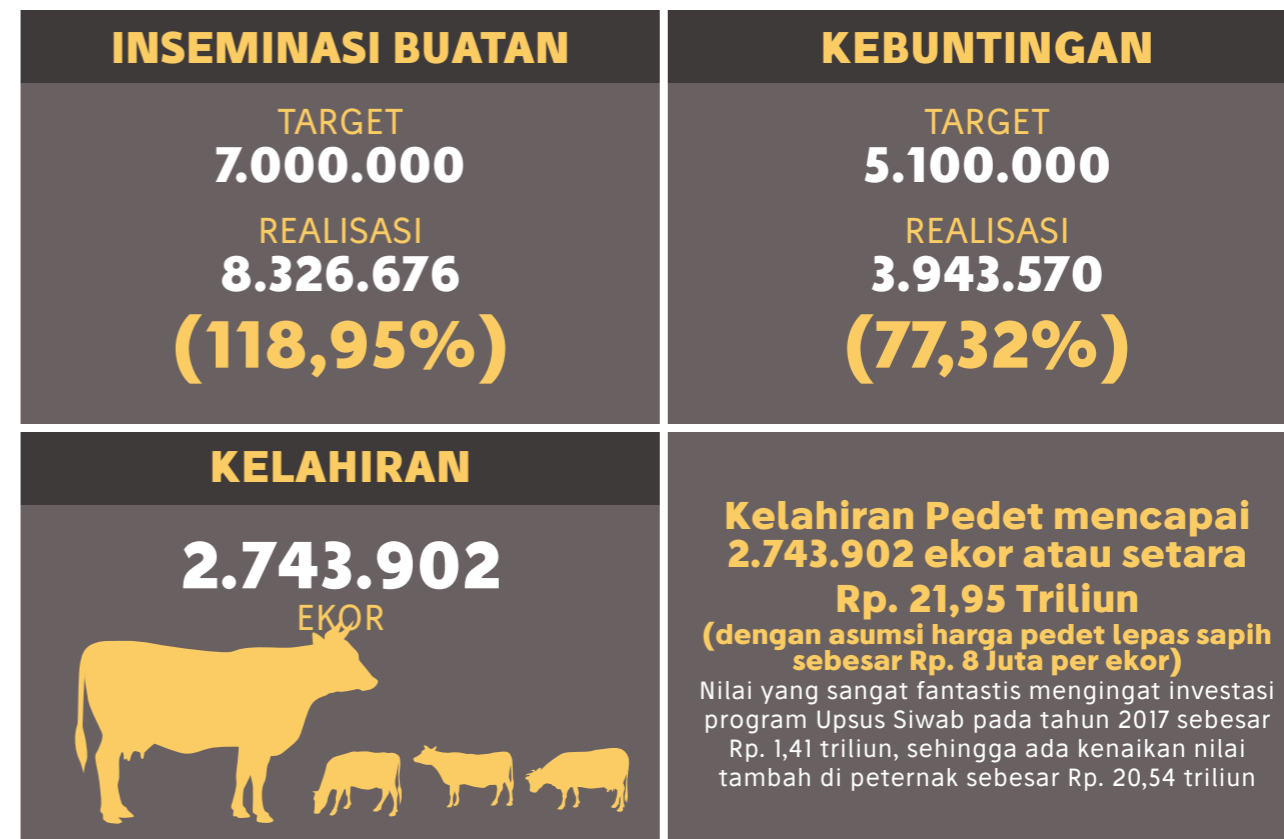 INSEMINASI BUATAN
TARGET
7.000.000
REALISASI
8.326.676
(118,95%)
KEBUNTINGAN
TARGET
5.100.000
REALISASI
3.943.570
(77,32%)
KELAHIRAN
2.743.902
EKOR
Kelahiran Pedet mencapai
2.743.902 ekor atau setara
Rp. 21,95 Triliun
(dengan asumsi harga pedet lepas sapih
sebesar Rp. 8 Juta per ekor)
Nilai yang sangat fantastis mengingat investasi
program Upsus Siwab pada tahun 2017 sebesar
Rp. 1,41 triliun, sehingga ada kenaikan nilai
tambah di peternak sebesar Rp. 20,54 triliun